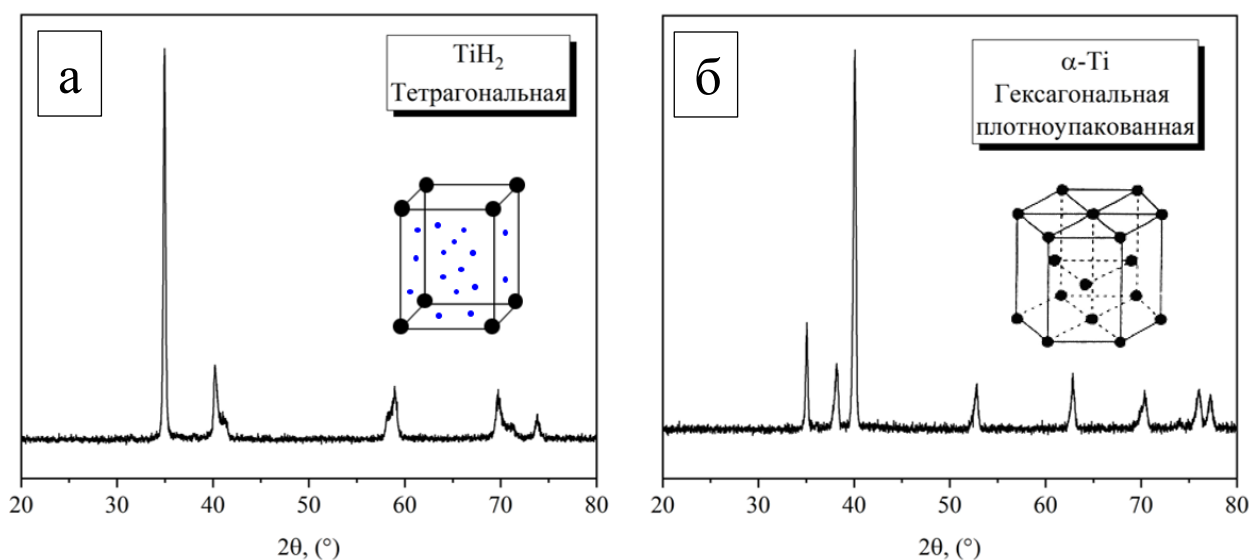 а
TiH₂
Тетрагональная
20 30 40 50 60 70 80
2θ, (°)
б
α-Ti
Гексагональная
плотноупакованная
20 30 40 50 60 70 80
2θ, (°)